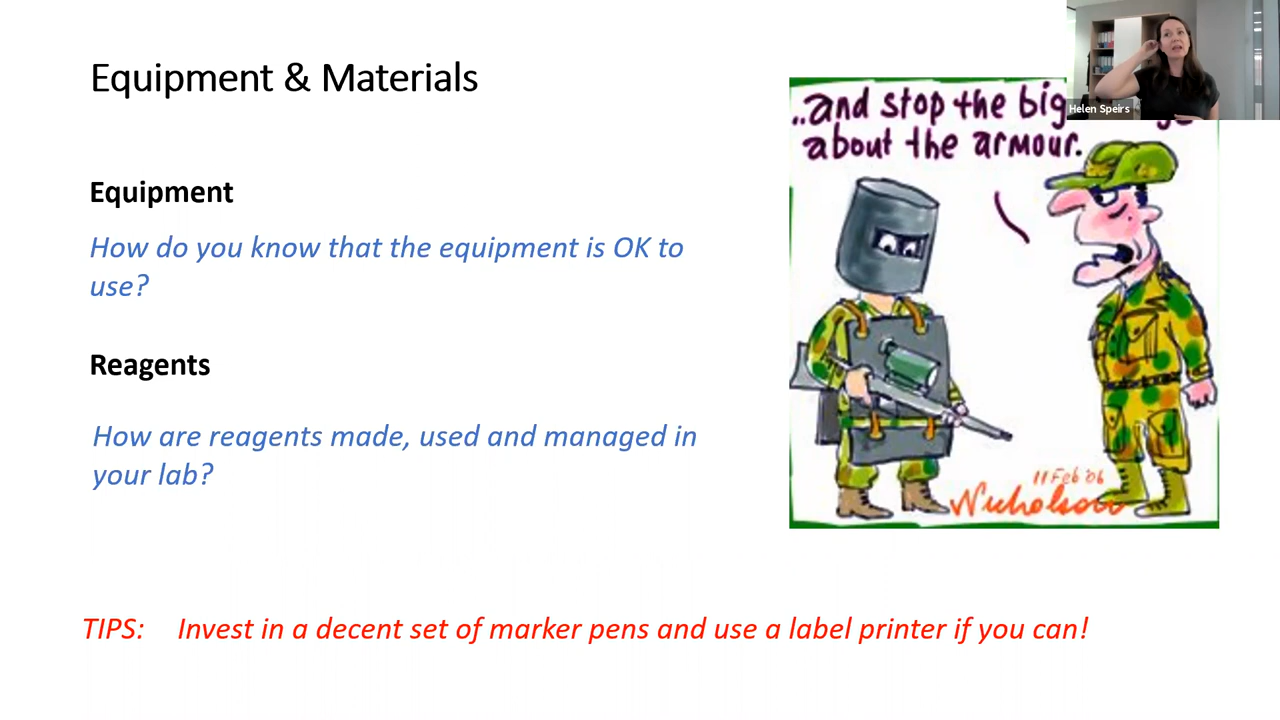 Equipment & Materials
Helen Speirs
..and stop the big
about the armour.
Equipment
How do you know that the equipment is OK to
use?
Reagents
How are reagents made, used and managed in
your lab?
11 Feb '06
Nicholson
TIPS: Invest in a decent set of marker pens and use a label printer if you can!